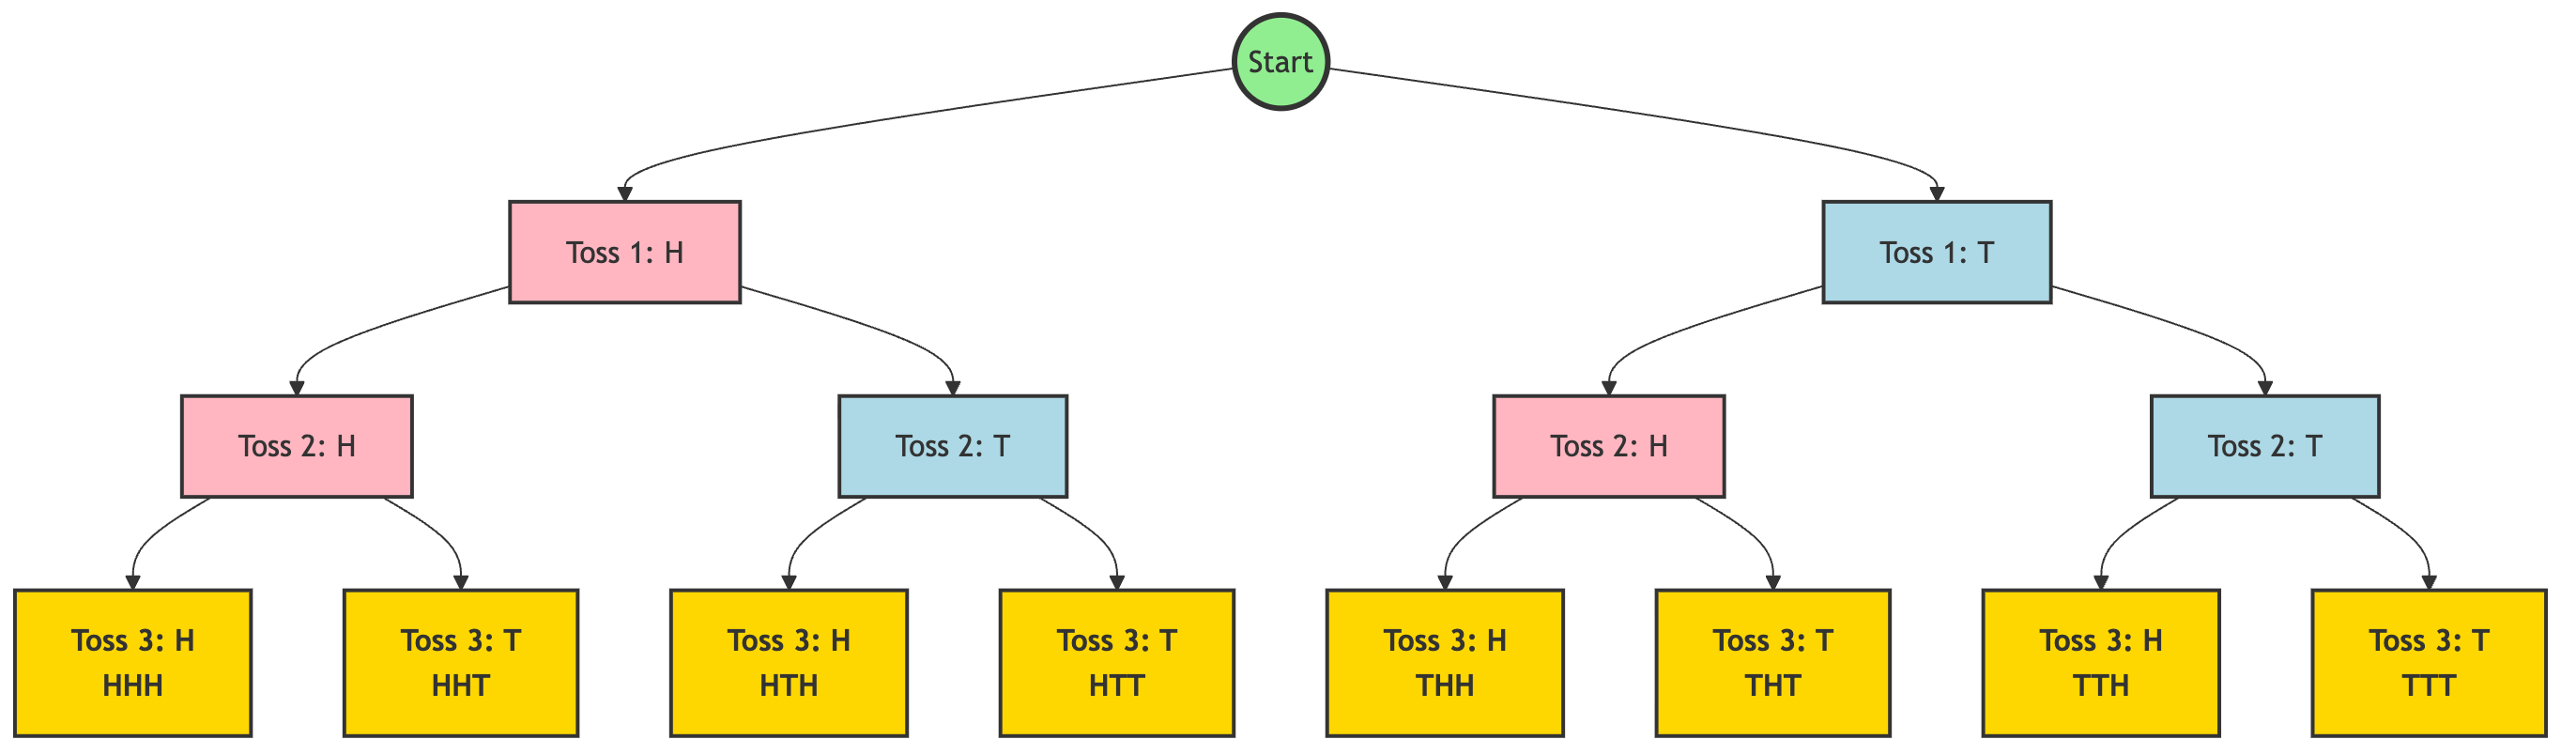 Start
Toss 1: H
Toss 1: T
Toss 2: H
Toss 2: T
Toss 2: H
Toss 2: T
Toss 3: H
HHH
Toss 3: T
HHT
Toss 3: H
HTH
Toss 3: T
HTT
Toss 3: H
THH
Toss 3: T
THT
Toss 3: H
TTH
Toss 3: T
TTT